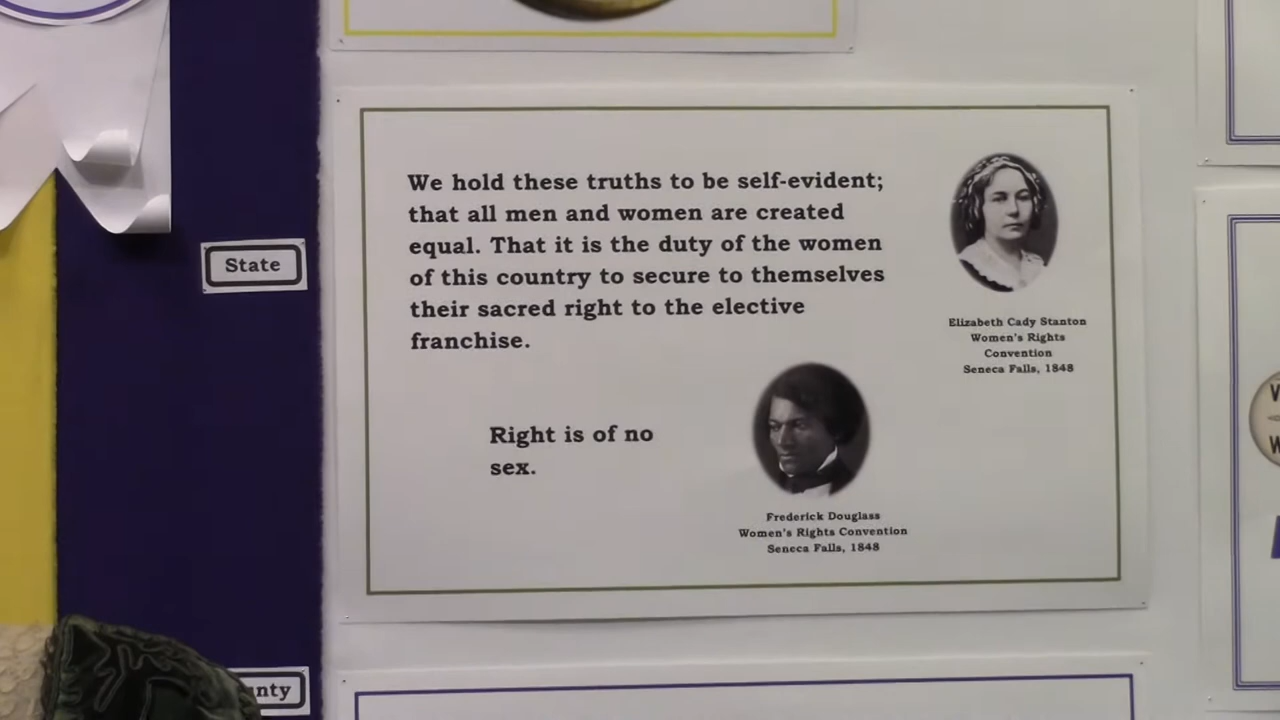 We hold these truths to be self-evident;
that all men and women are created
equal. That it is the duty of the women
of this country to secure to themselves
their sacred right to the elective
franchise.
Elizabeth Cady Stanton
Women's Rights
Convention
Seneca Falls, 1848
Right is of no
sex.
Frederick Douglass
Women's Rights Convention
Seneca Falls, 1848
State